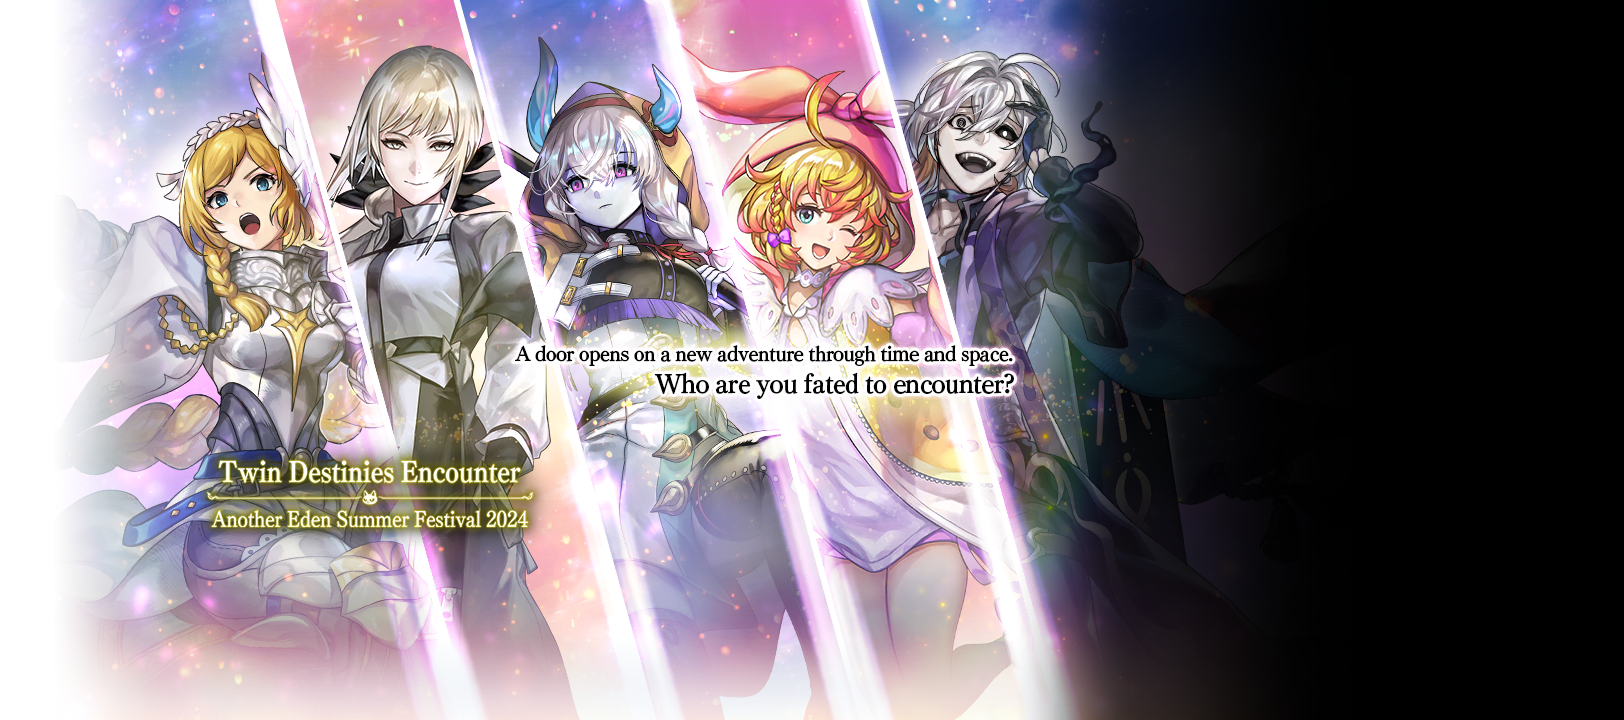 A door opens on a new adventure through time and space.
Who are you fated to encounter?
Twin Destinies Encounter
Another Eden Summer Festival 2024